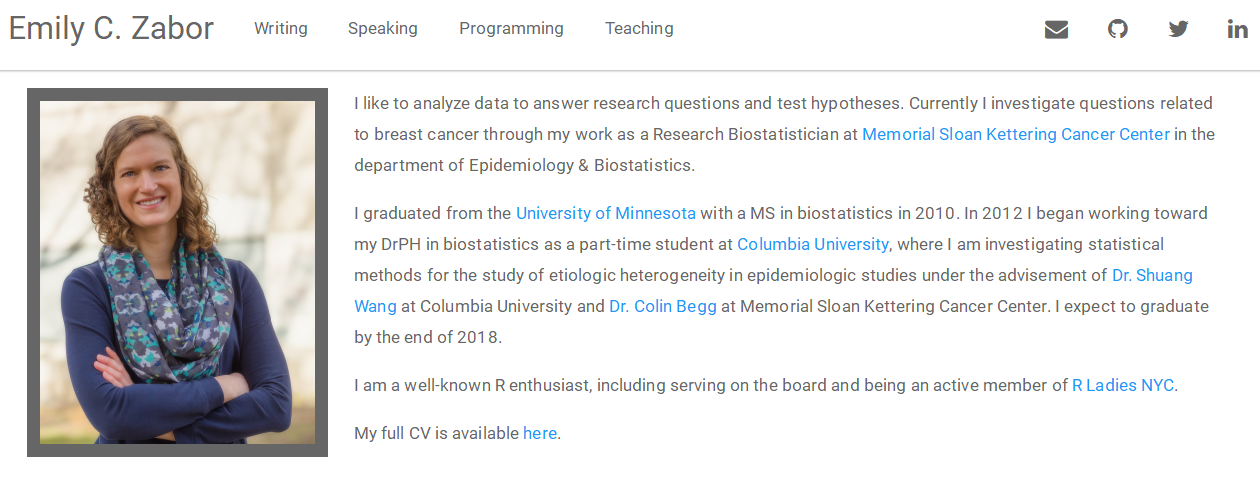 Emily C. Zabor Writing Speaking Programming Teaching
I like to analyze data to answer research questions and test hypotheses. Currently I investigate questions related
to breast cancer through my work as a Research Biostatistician at Memorial Sloan Kettering Cancer Center in the
department of Epidemiology & Biostatistics.
I graduated from the University of Minnesota with a MS in biostatistics in 2010. In 2012 I began working toward
my DrPH in biostatistics as a part-time student at Columbia University, where I am investigating statistical
methods for the study of etiologic heterogeneity in epidemiologic studies under the advisement of Dr. Shuang
Wang at Columbia University and Dr. Colin Begg at Memorial Sloan Kettering Cancer Center. I expect to graduate
by the end of 2018.
I am a well-known R enthusiast, including serving on the board and being an active member of R Ladies NYC.
My full CV is available here.